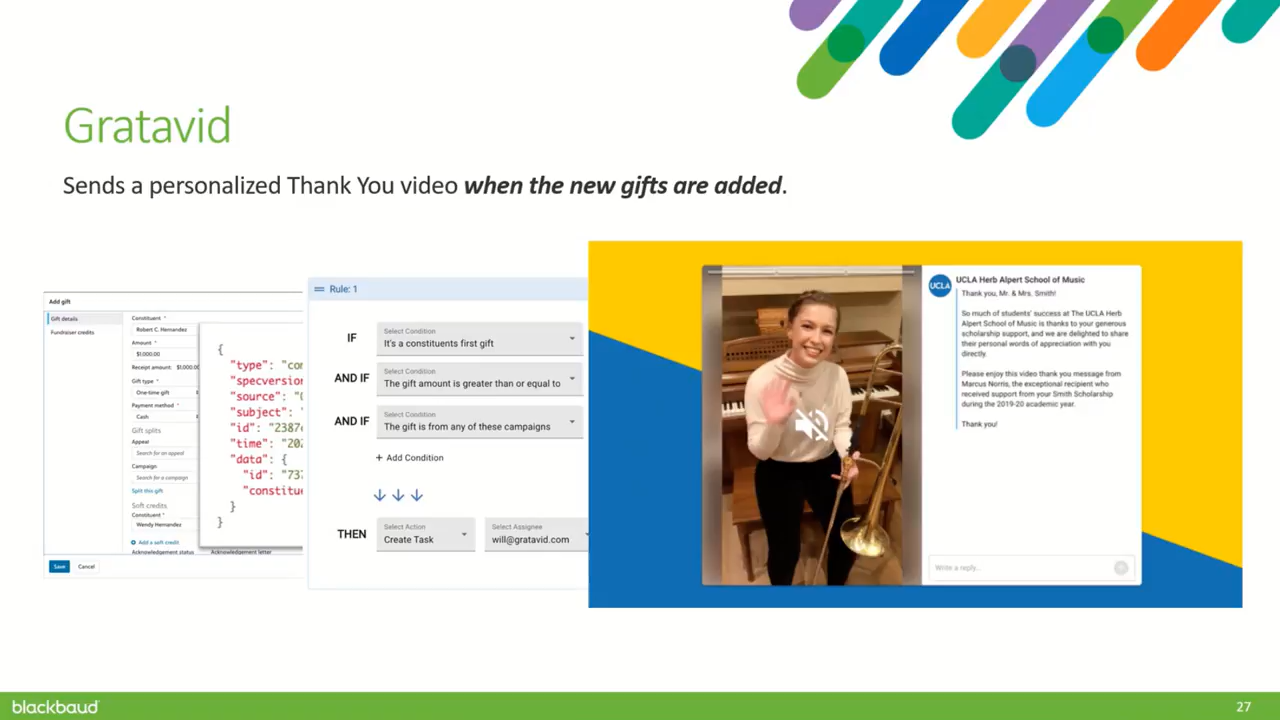 Gratavid
Sends a personalized Thank You video when the new gifts are added.
Add gift
Gift details
Fundraiser credits
Constituent *
Robert C. Hernandez
Amount *
$1,000.00
Receipt amount: $1,000.0
Gift type *
One-time gift
Payment method *
Cash
Gift splits
Appeal
Search for an appeal
Campaign
Search for a campaign
Split this gift
Soft credits
Constituent *
Wendy Hernandez
Add a soft credit
Acknowledgement status
Acknowledgement letter
Save
Cancel
{
"type": "co
"specversion
"source": "
"subject": "
"id": "2387
"time": "20
"data": {
"id": "73
"constitue
}
}
Rule: 1
IF
Select Condition
It's a constituents first gift
AND IF
Select Condition
The gift amount is greater than or equal to
AND IF
Select Condition
The gift is from any of these campaigns
+ Add Condition
THEN
Select Action
Create Task
Select Assignee
will@gratavid.com
UCLA
UCLA Herb Alpert School of Music
Thank you, Mr. & Mrs. Smith!
So much of students' success at The UCLA Herb
Alpert School of Music is thanks to your generous
scholarship support, and we are delighted to share
their personal words of appreciation with you
directly.
Please enjoy this video thank you message from
Marcus Norris, the exceptional recipient who
received support from your Smith Scholarship
during the 2019-20 academic year.
Thank you!
Write a reply...
blackbaud
27